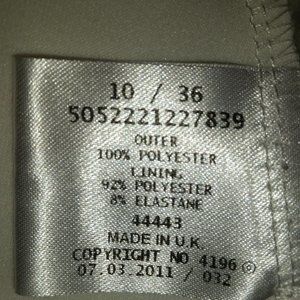 10 / 36
5052221227839
OUTER
100% POLYESTER
LINING
92% POLYESTER
8% ELASTANE
44443
MADE IN U.K.
COPYRIGHT NO 4196 ©
07.03.2011 / 032